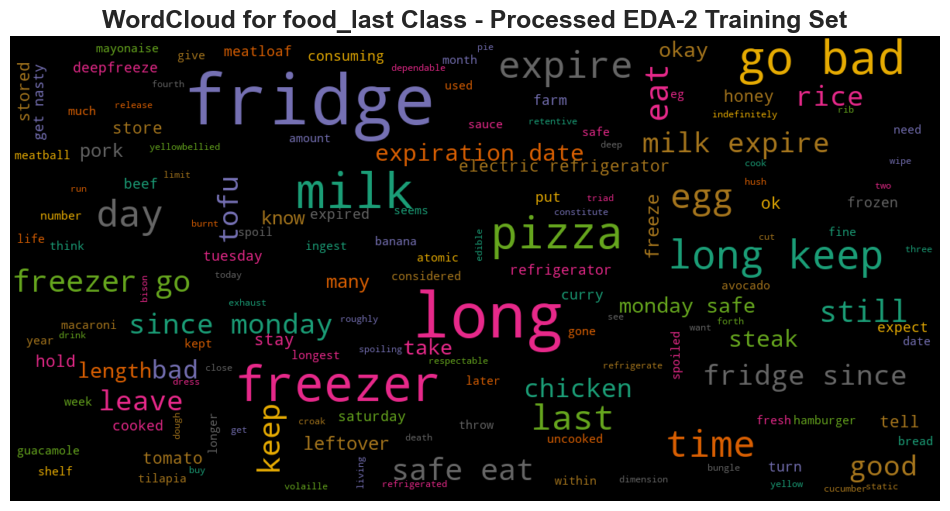 WordCloud for food_last Class - Processed EDA-2 Training Set
mayonaise
give
meatloaf
consuming
pie
month
dependable
okay
go bad
expire
stored
get nasty
deepfreeze
fourth
fridge
used
eat
eg
honey
rice
rib
much
release
store
amount
farm
sauce
retentive
safe
indefinitely
need
meatball
pork
yellowbellied
expiration date
deep
milk expire
cook
wipe
electric refrigerator
run
limit
beef
tofu
milk
put
triad
egg
hush
two
ok
frozen
number
day
burnt
know
expired
seems
constitute
freeze
life
think
spoil
ingest
banana
edible
pizza
cut
fine
three
tuesday
atomic
long keep
freezer go
bison
today
many
considered
refrigerator
avocado
drink
year
macaroni
since monday
exhaust
roughly
long
curry
monday safe
still
expect
date
kept
stay
gone
see
forth
want
hold
length
bad
close
longest
spoiling
take
respectable
later
refrigerate
spoiled
steak
fridge since
week
dress
leave
freezer
chicken
cooked
dough
longer
get
keep
croak
saturday
throw
last
fresh
hamburger
tell
guacamole
leftover
death
uncooked
time
bread
shelf
tomato
buy
tilapia
volaille
living
safe eat
refrigerated
within
dimension
bungle
turn
yellow
good
cucumber
static